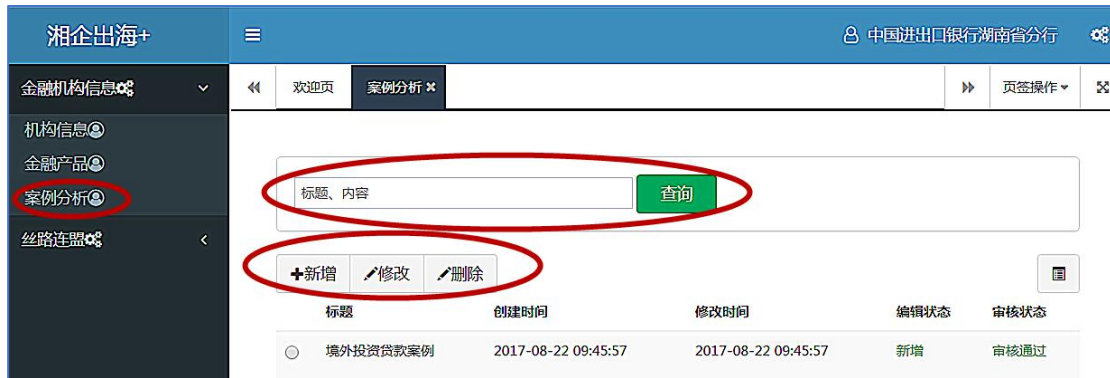 湘企出海+
中国进出口银行湖南省分行
金融机构信息
欢迎页 案例分析 页签操作
机构信息
金融产品
案例分析
标题、内容 查询
丝路连盟
新增 修改 删除
标题 创建时间 修改时间 编辑状态 审核状态
境外投资贷款案例 2017-08-22 09:45:57 2017-08-22 09:45:57 新增 审核通过